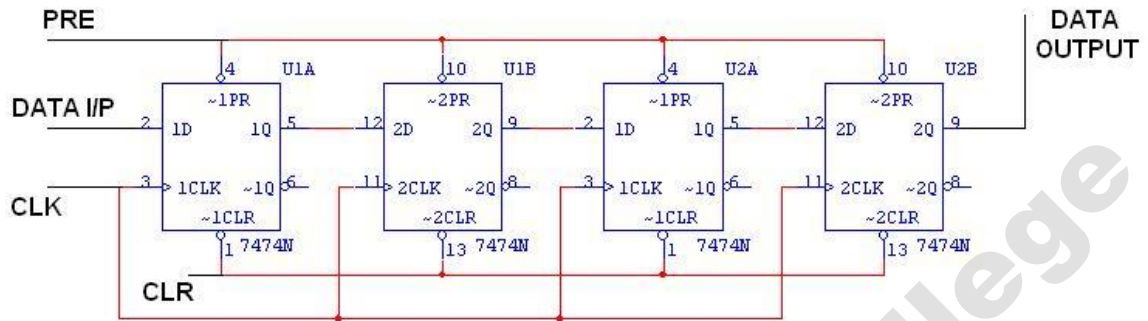 PRE
DATA
OUTPUT
4 U1A 10 U1B 4 U2A 10 U2B
~1PR ~2PR ~1PR ~2PR
DATA I/P
2 1D 1Q 5 12 2D 2Q 9 2 1D 1Q 5 12 2D 2Q 9
3 1CLK ~1Q 6 11 2CLK ~2Q 8 3 1CLK ~1Q 6 11 2CLK ~2Q 8
CLK
~1CLR ~2CLR ~1CLR ~2CLR
1 7474N 13 7474N 1 7474N 13 7474N
CLR